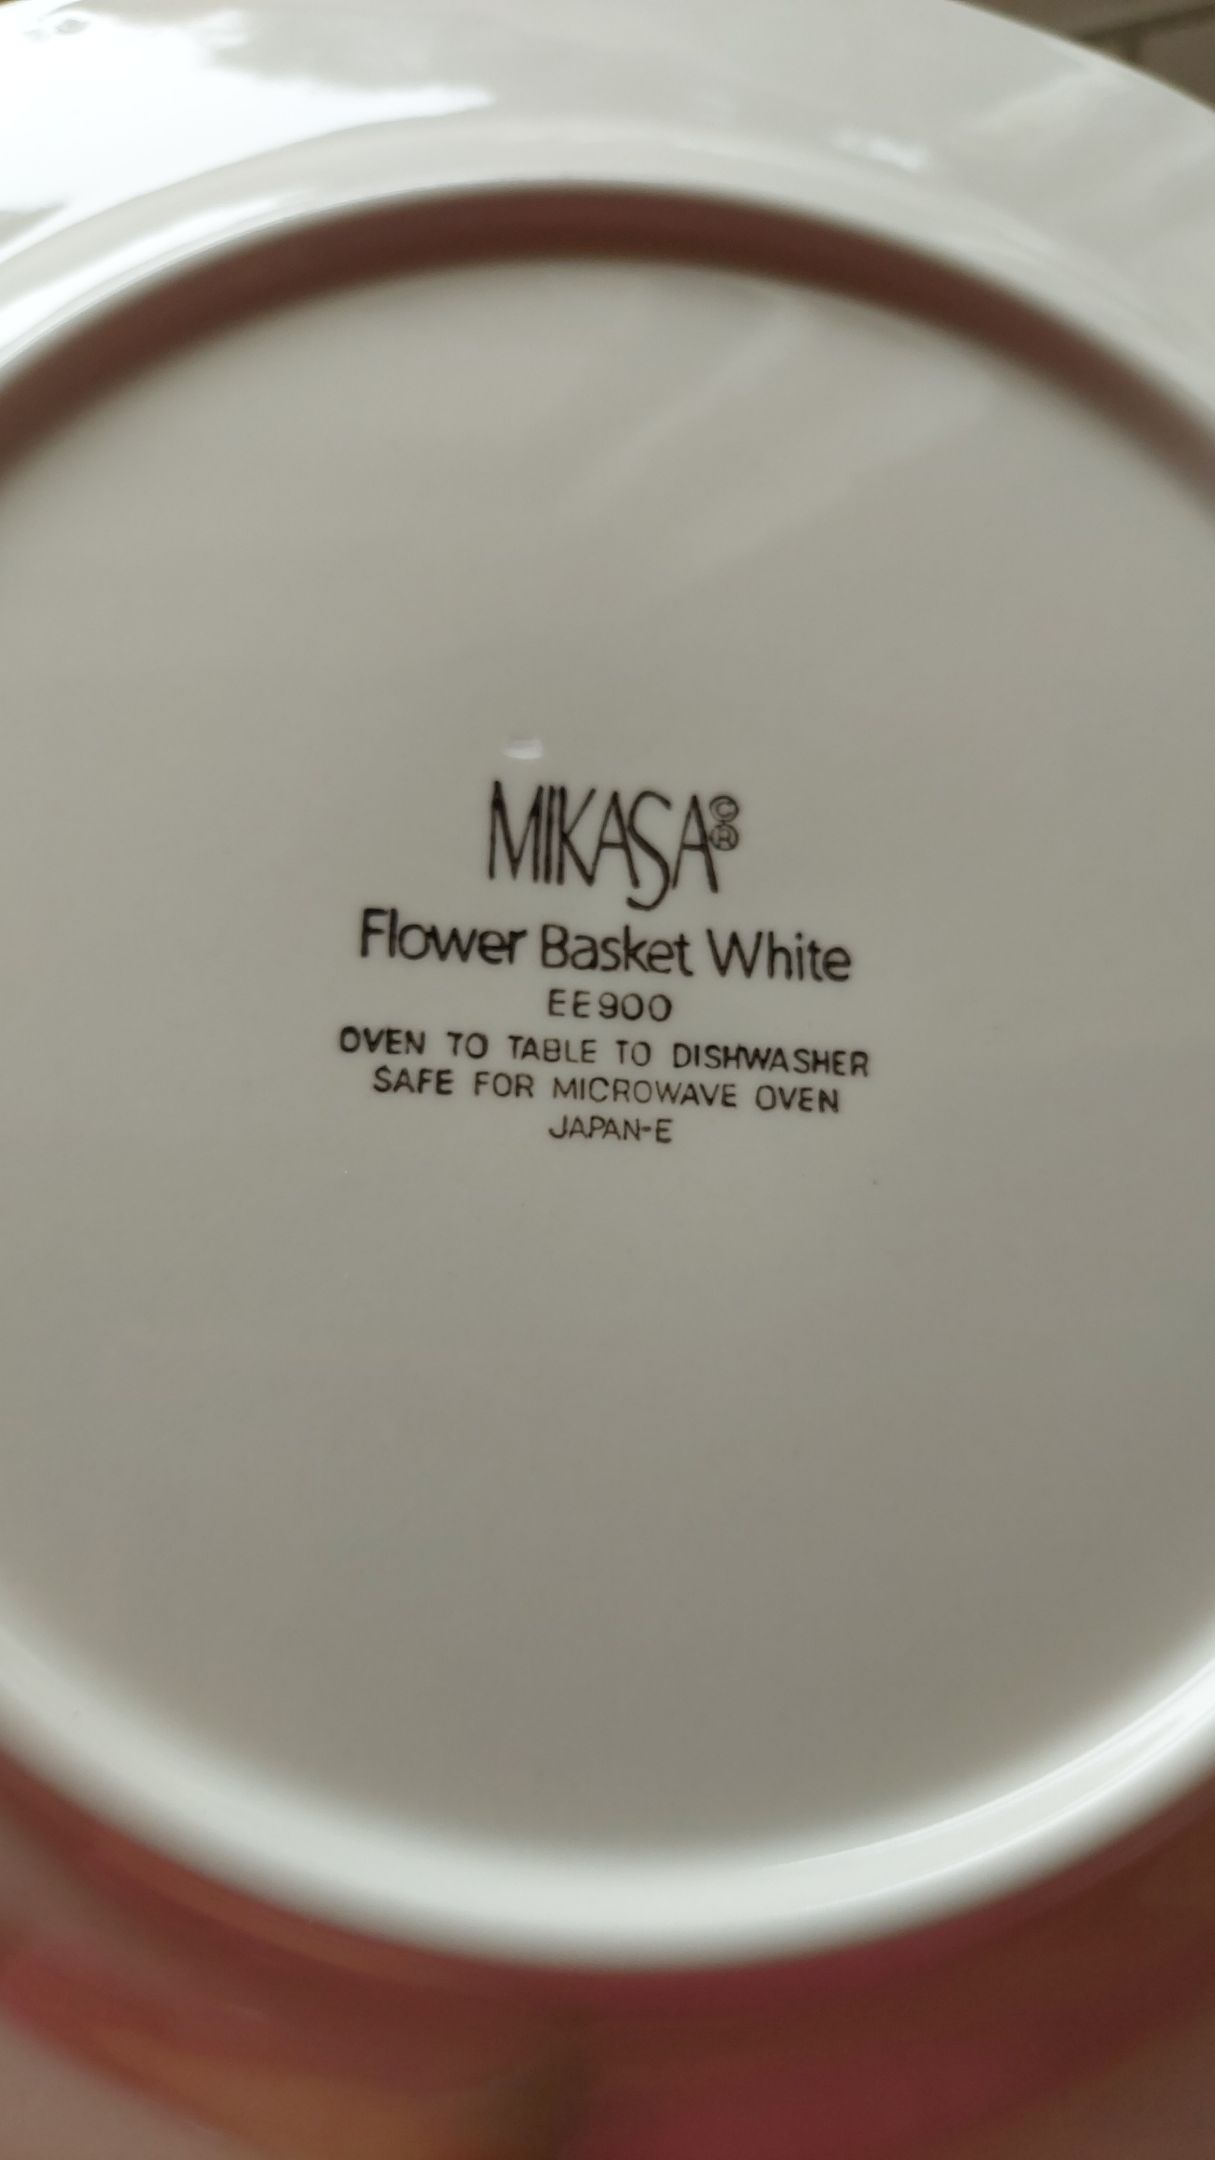 MIKASA©®
Flower Basket White
EE900
OVEN TO TABLE TO DISHWASHER
SAFE FOR MICROWAVE OVEN
JAPAN-E